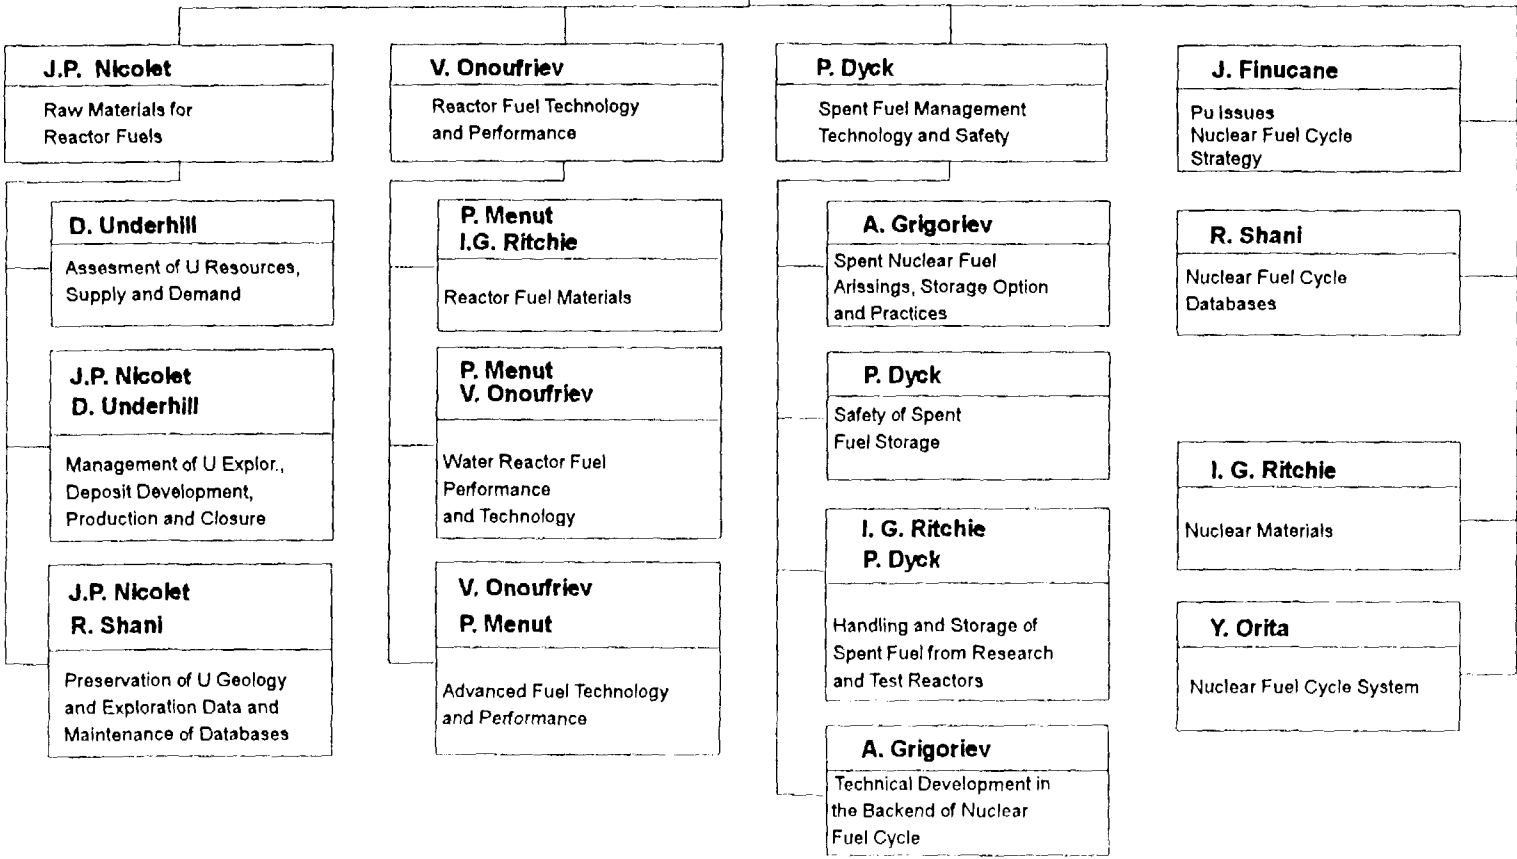 J.P. Nicolet
Raw Materials for
Reactor Fuels
D. Underhill
Assesment of U Resources,
Supply and Demand
J.P. Nicolet
D. Underhill
Management of U Explor.,
Deposit Development,
Production and Closure
J.P. Nicolet
R. Shani
Preservation of U Geology
and Exploration Data and
Maintenance of Databases
V. Onoufriev
Reactor Fuel Technology
and Performance
P. Menut
I.G. Ritchie
Reactor Fuel Materials
P. Menut
V. Onoufriev
Water Reactor Fuel
Performance
and Technology
V. Onoufriev
P. Menut
Advanced Fuel Technology
and Performance
P. Dyck
Spent Fuel Management
Technology and Safety
A. Grigoriev
Spent Nuclear Fuel
Arissings, Storage Option
and Practices
P. Dyck
Safety of Spent
Fuel Storage
I. G. Ritchie
P. Dyck
Handling and Storage of
Spent Fuel from Research
and Test Reactors
A. Grigoriev
Technical Development in
the Backend of Nuclear
Fuel Cycle
J. Finucane
Pu Issues
Nuclear Fuel Cycle
Strategy
R. Shani
Nuclear Fuel Cycle
Databases
I. G. Ritchie
Nuclear Materials
Y. Orita
Nuclear Fuel Cycle System